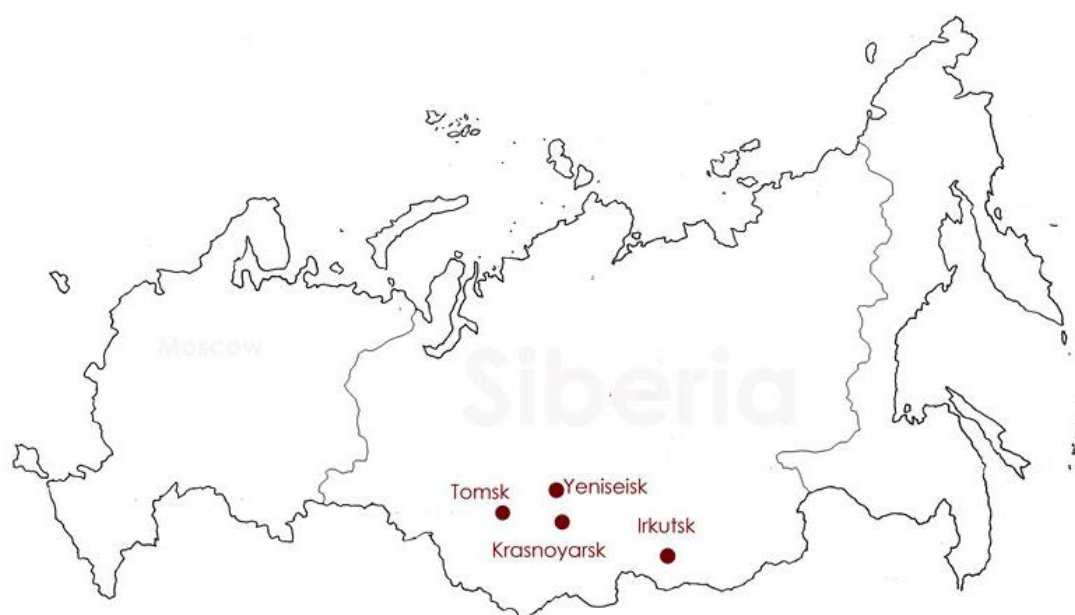 Moscow
Siberia
Tomsk
Yeniseisk
Krasnoyarsk
Irkutsk